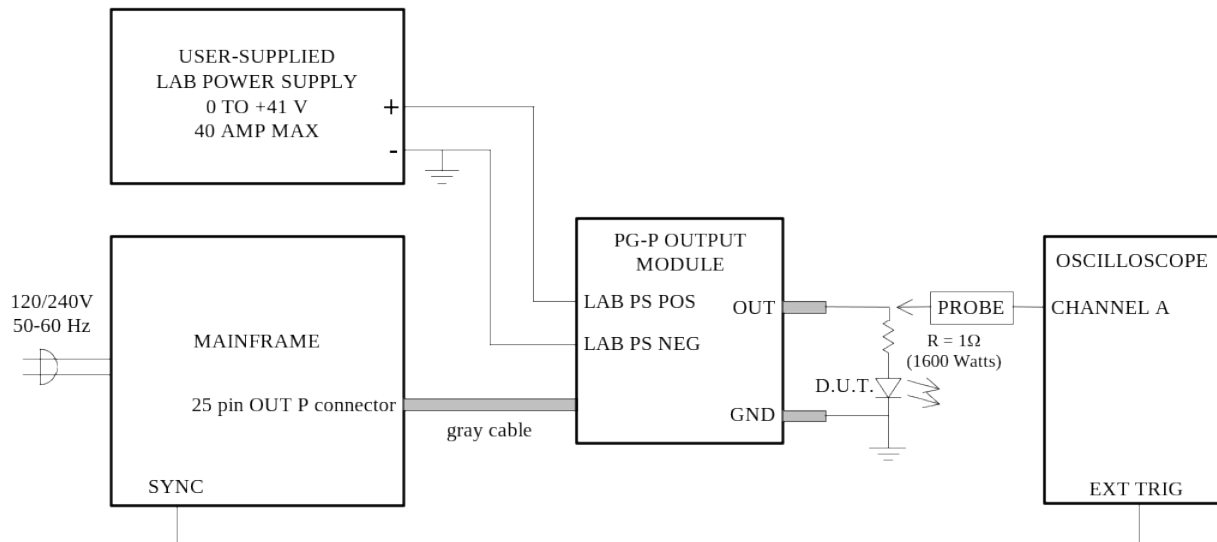 USER-SUPPLIED
LAB POWER SUPPLY
0 TO +41 V
40 AMP MAX
+
-
120/240V
50-60 Hz
MAINFRAME
25 pin OUT P connector
SYNC
gray cable
PG-P OUTPUT
MODULE
LAB PS POS
LAB PS NEG
OUT
GND
PROBE
R = 1Ω
(1600 Watts)
D.U.T.
OSCILLOSCOPE
CHANNEL A
EXT TRIG